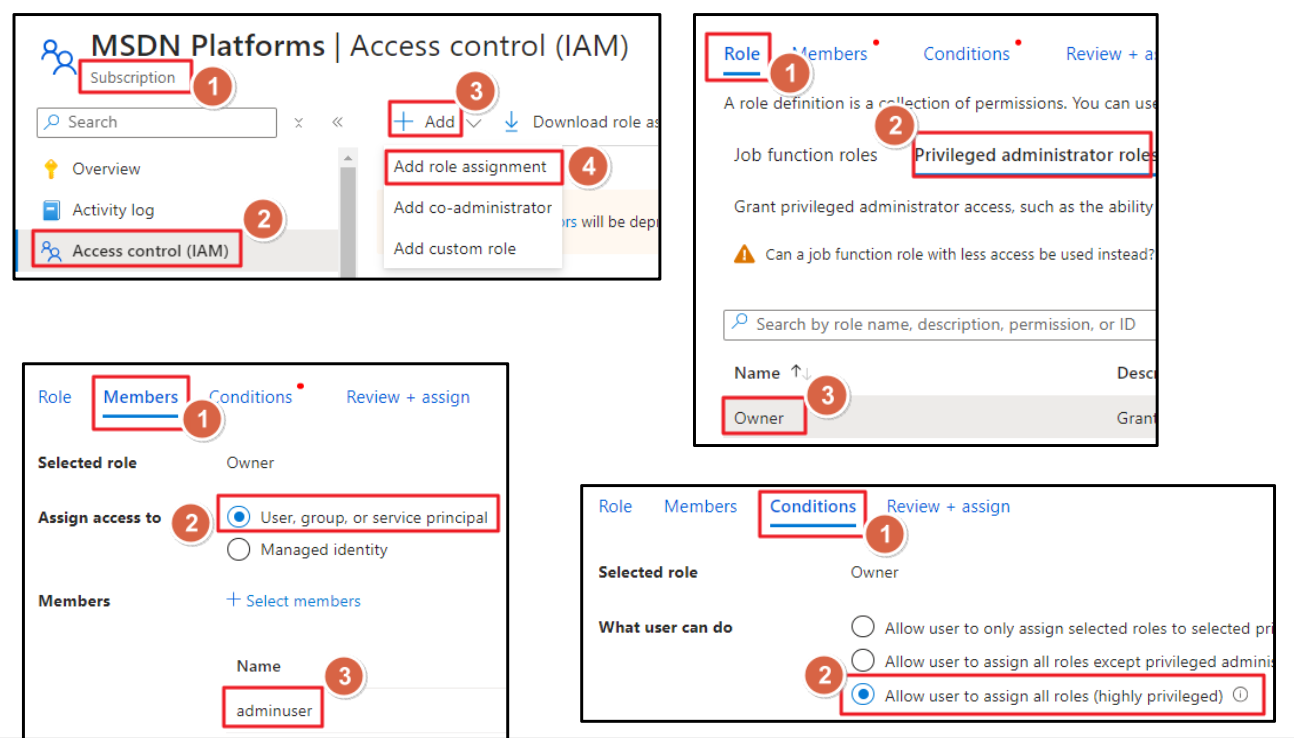 MSDN Platforms | Access control (IAM)
Subscription
1
3
Search
Add
Download role as
Overview
Add role assignment
4
Activity log
2
Add co-administrator
ors will be dep
Access control (IAM)
Add custom role
Role
Members
Conditions
Review + a
1
A role definition is a collection of permissions. You can use
2
Job function roles
Privileged administrator roles
Grant privileged administrator access, such as the ability
Can a job function role with less access be used instead?
Search by role name, description, permission, or ID
Name
Desc
3
Owner
Grant
Role
Members
Conditions
Review + assign
1
Selected role
Owner
Assign access to
2
User, group, or service principal
Managed identity
Members
+ Select members
Name
3
adminuser
Role
Members
Conditions
Review + assign
1
Selected role
Owner
What user can do
Allow user to only assign selected roles to selected pri
Allow user to assign all roles except privileged adminis
2
Allow user to assign all roles (highly privileged)